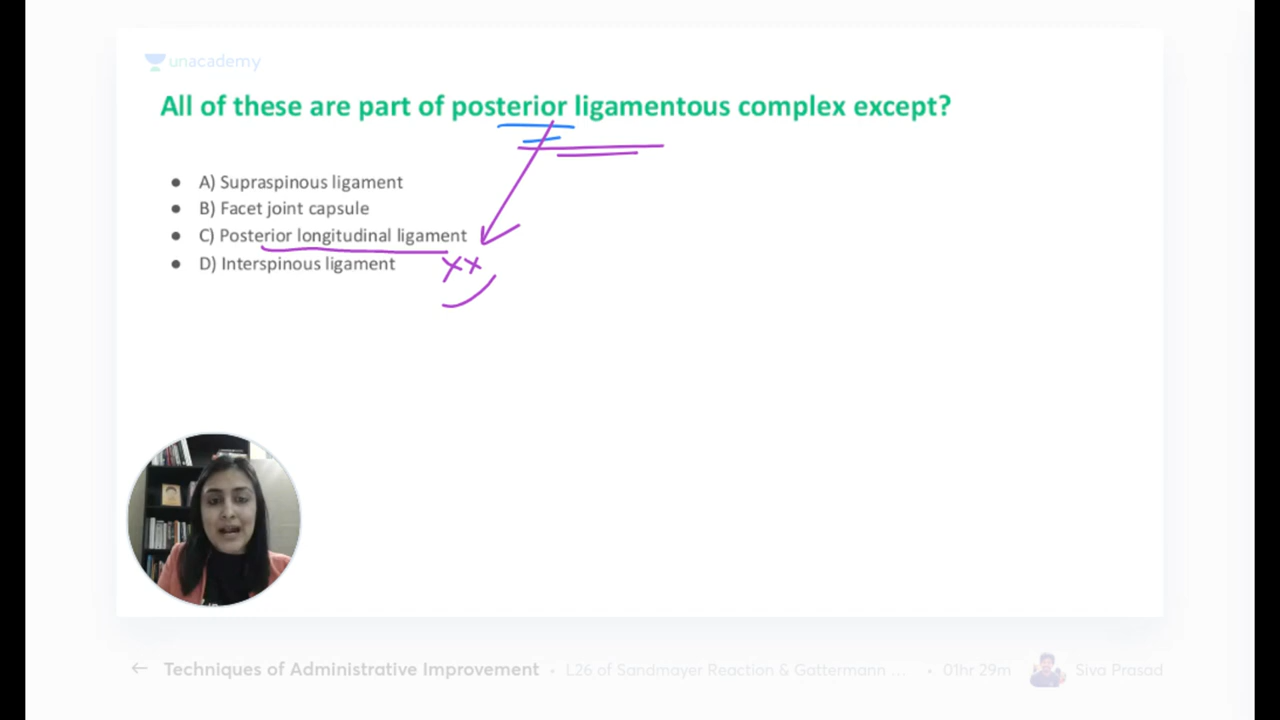 unacademy
All of these are part of posterior ligamentous complex except?
● A) Supraspinous ligament
● B) Facet joint capsule
● C) Posterior longitudinal ligament
● D) Interspinous ligament
xx
← Techniques of Administrative Improvement • L26 of Sandmayer Reaction & Gattermann ... • 01hr 29m Siva Prasad